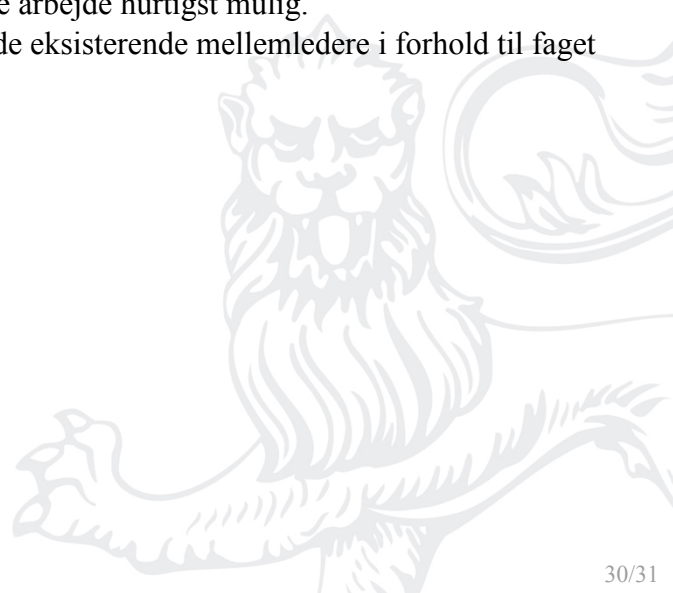 arbejde hurtigst mulig.
de eksisterende mellemledere i forhold til faget
30/31